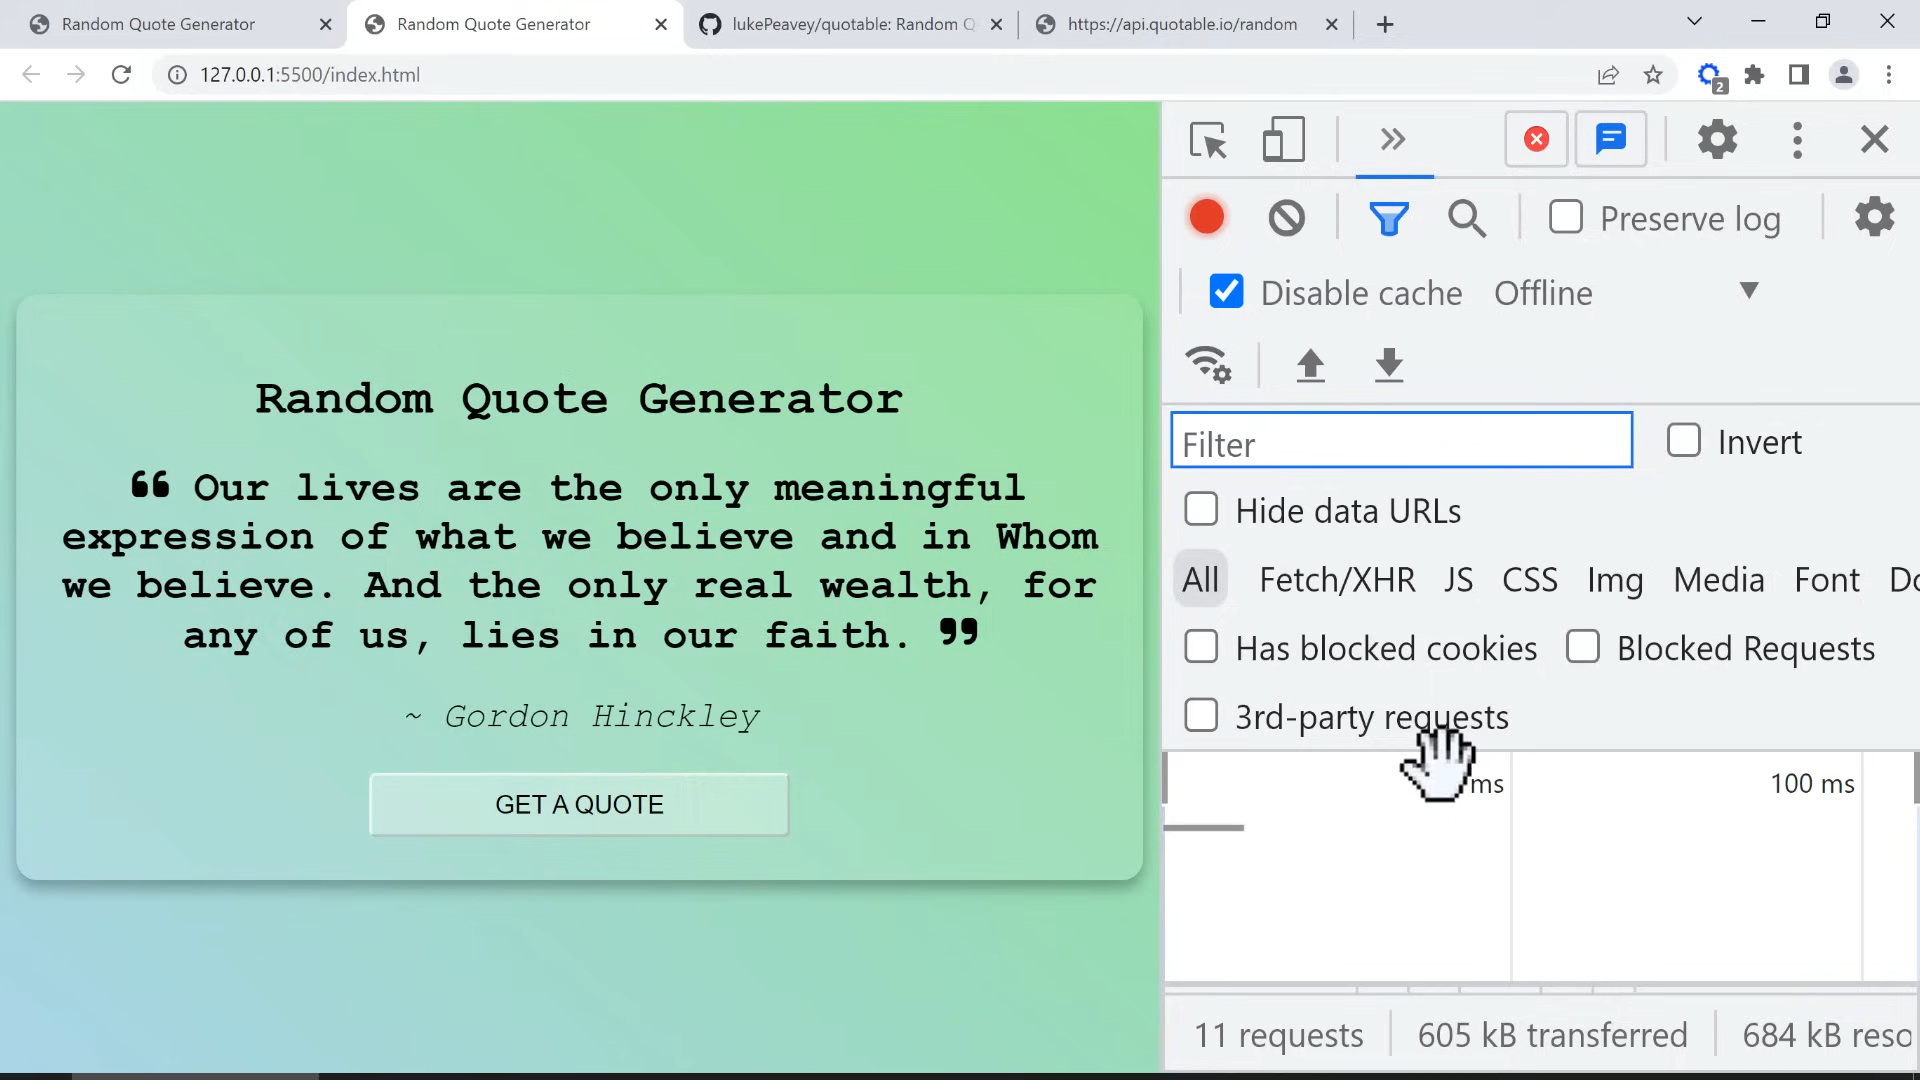 Random Quote Generator
Random Quote Generator
lukePeavey/quotable: Random Q
https://api.quotable.io/random
127.0.0.1:5500/index.html
2
Random Quote Generator
❝ Our lives are the only meaningful
expression of what we believe and in Whom
we believe. And the only real wealth, for
any of us, lies in our faith. ❞
~ Gordon Hinckley
GET A QUOTE
Preserve log
Disable cache Offline
Filter
Invert
Hide data URLs
All Fetch/XHR JS CSS Img Media Font Do
Has blocked cookies Blocked Requests
3rd-party requests
ms 100 ms
11 requests 605 kB transferred 684 kB reso